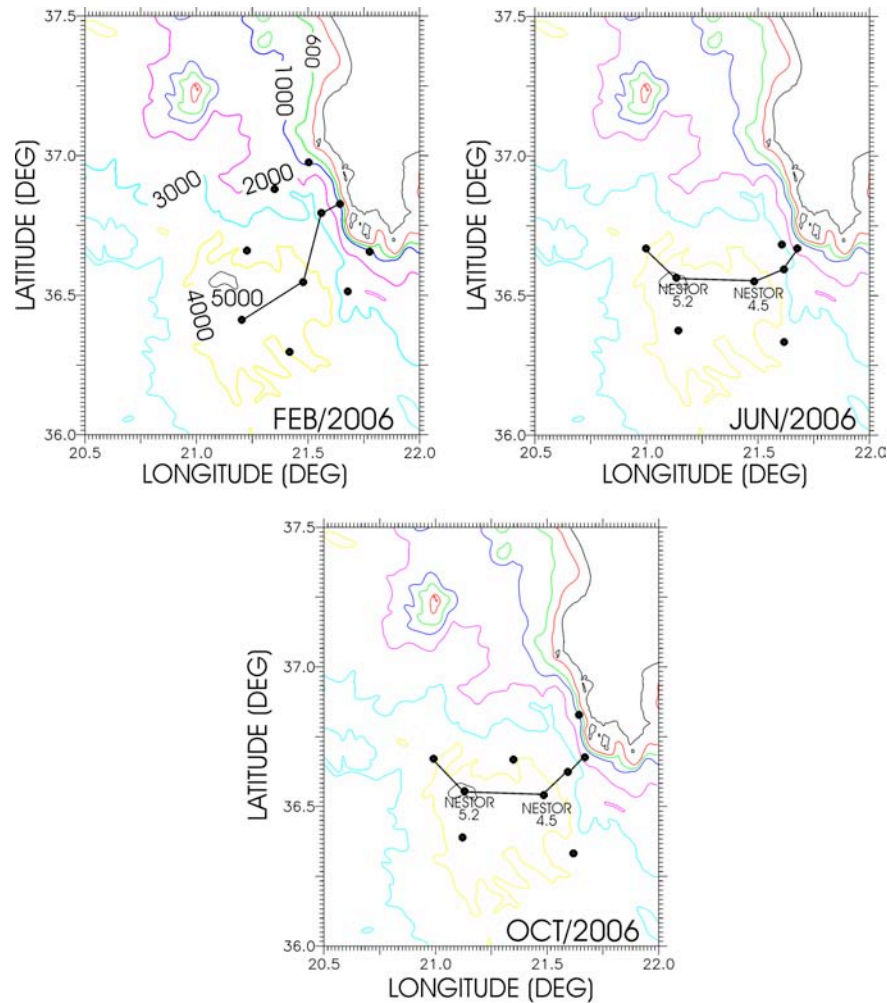 37.5
37.0
36.5
36.0
LATITUDE (DEG)
600
1000
2000
3000
4000
5000
FEB/2006
20.5 21.0 21.5 22.0
LONGITUDE (DEG)
37.5
37.0
36.5
36.0
LATITUDE (DEG)
NESTOR
5.2
NESTOR
4.5
JUN/2006
20.5 21.0 21.5 22.0
LONGITUDE (DEG)
37.5
37.0
36.5
36.0
LATITUDE (DEG)
NESTOR
5.2
NESTOR
4.5
OCT/2006
20.5 21.0 21.5 22.0
LONGITUDE (DEG)